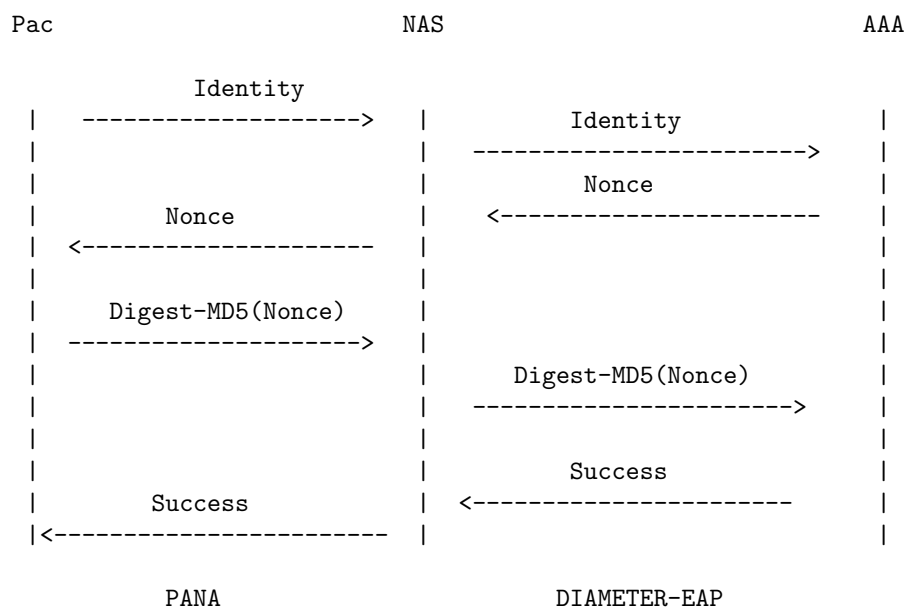 Pac NAS AAA
Identity
Identity
Nonce
Nonce
Digest-MD5(Nonce)
Digest-MD5(Nonce)
Success
Success
PANA DIAMETER-EAP